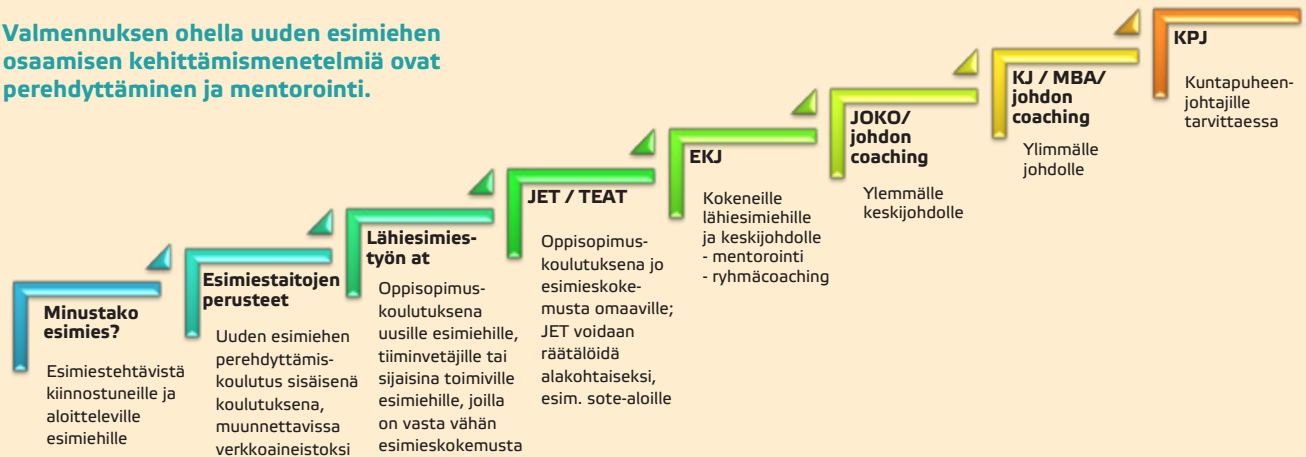 Valmennuksen ohella uuden esimiehen
osaamisen kehittämismenetelmiä ovat
perehdyttäminen ja mentorointi.
Minustako
esimies?
Esimiestehtävistä
kiinnostuneille ja
aloitteleville
esimiehille
Esimiestaitojen
perusteet
Uuden esimiehen
perehdyttämis-
koulutus sisäisenä
koulutuksena,
muunnettavissa
verkkoaineistoksi
Lähiesimies-
työn at
Oppisopimus-
koulutuksena
uusille esimiehille,
tiiminvetäjille tai
sijaisina toimiville
esimiehille, joilla
on vasta vähän
esimieskokemusta
JET / TEAT
Oppisopimus-
koulutuksena jo
esimieskoke-
musta omaaville;
JET voidaan
räätälöidä
alakohtaiseksi,
esim. sote-aloille
EKJ
Kokeneille
lähiesimiehille
ja keskijohdolle
- mentorointi
- ryhmäcoaching
JOKO/
johdon
coaching
Ylemmälle
keskijohdolle
KJ / MBA/
johdon
coaching
Ylimmälle
johdolle
KPJ
Kuntapuheen-
johtajille
tarvittaessa